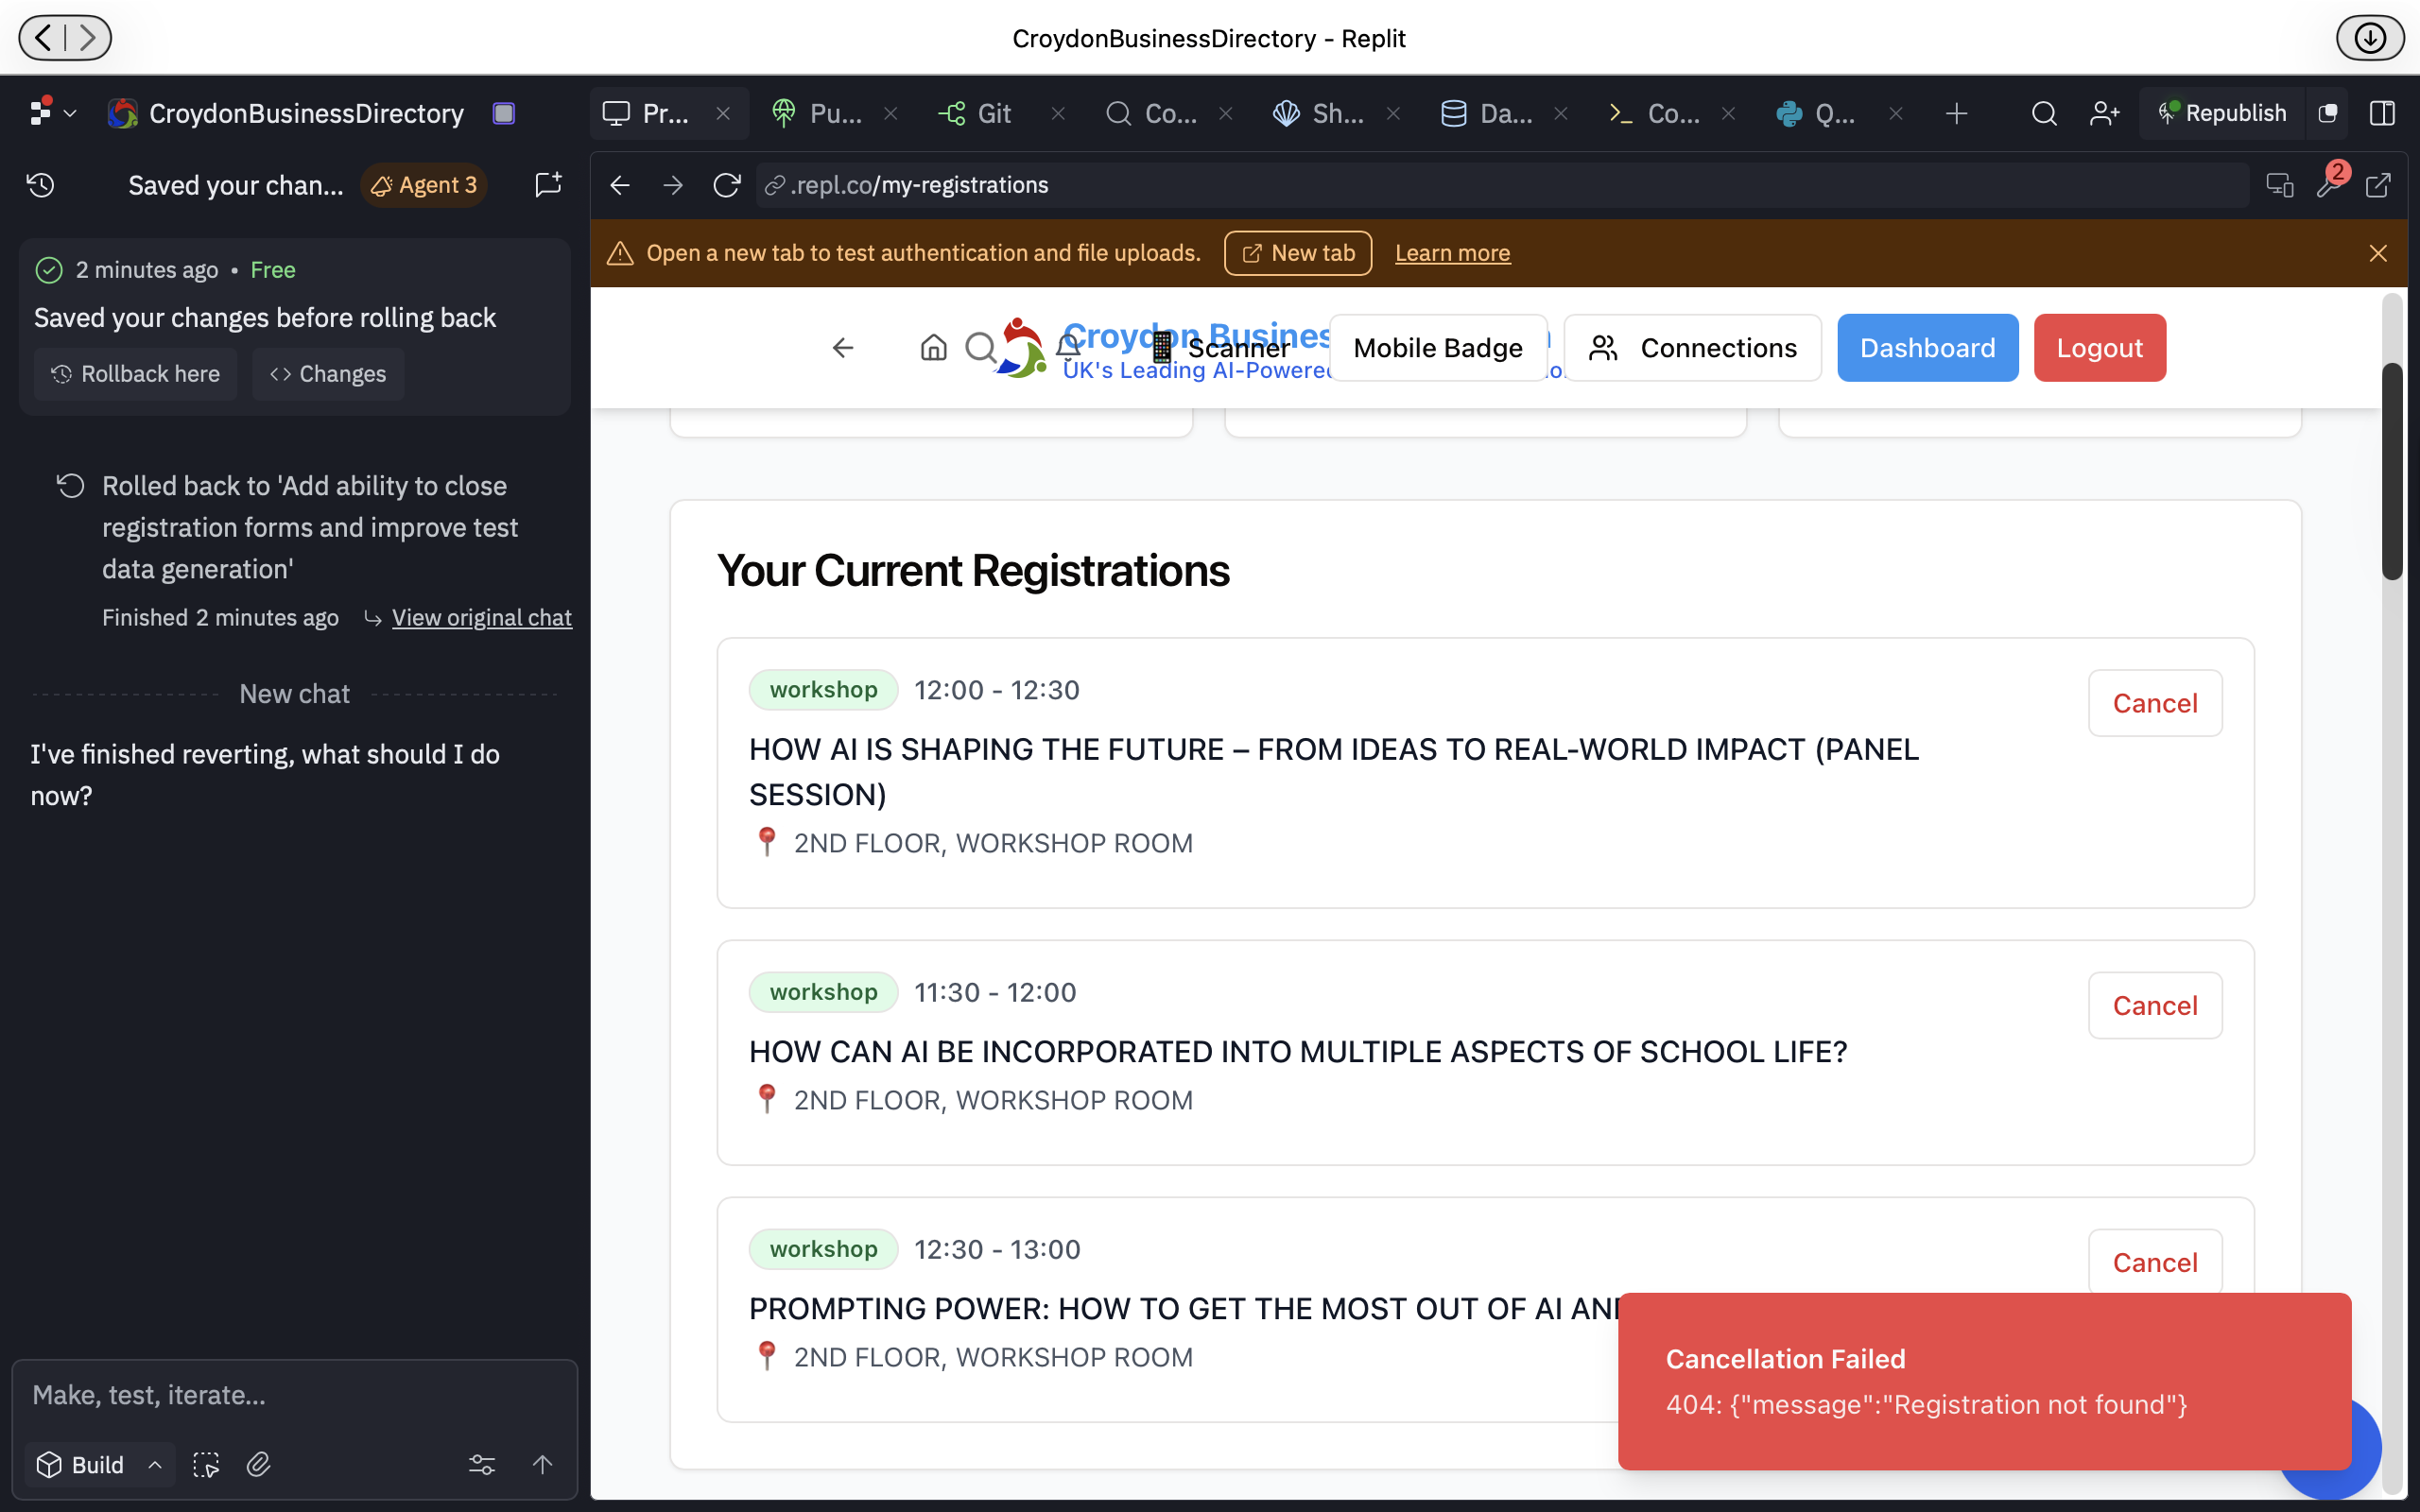 CroydonBusinessDirectory - Replit
CroydonBusinessDirectory
Pr...
Pu...
Git
Co...
Sh...
Da...
Co...
Q...
Republish
Saved your chan...
Agent 3
.repl.co/my-registrations
2
Open a new tab to test authentication and file uploads.
New tab
Learn more
2 minutes ago • Free
Saved your changes before rolling back
Rollback here
Changes
Rolled back to 'Add ability to close
registration forms and improve test
data generation'
Finished 2 minutes ago
View original chat
New chat
I've finished reverting, what should I do
now?
Make, test, iterate...
Build
Croydon Busines
UK's Leading AI-Powered
Scanner
Mobile Badge
Connections
Dashboard
Logout
Your Current Registrations
workshop
12:00 - 12:30
Cancel
HOW AI IS SHAPING THE FUTURE – FROM IDEAS TO REAL-WORLD IMPACT (PANEL
SESSION)
2ND FLOOR, WORKSHOP ROOM
workshop
11:30 - 12:00
Cancel
HOW CAN AI BE INCORPORATED INTO MULTIPLE ASPECTS OF SCHOOL LIFE?
2ND FLOOR, WORKSHOP ROOM
workshop
12:30 - 13:00
Cancel
PROMPTING POWER: HOW TO GET THE MOST OUT OF AI
2ND FLOOR, WORKSHOP ROOM
Cancellation Failed
404: {"message":"Registration not found"}